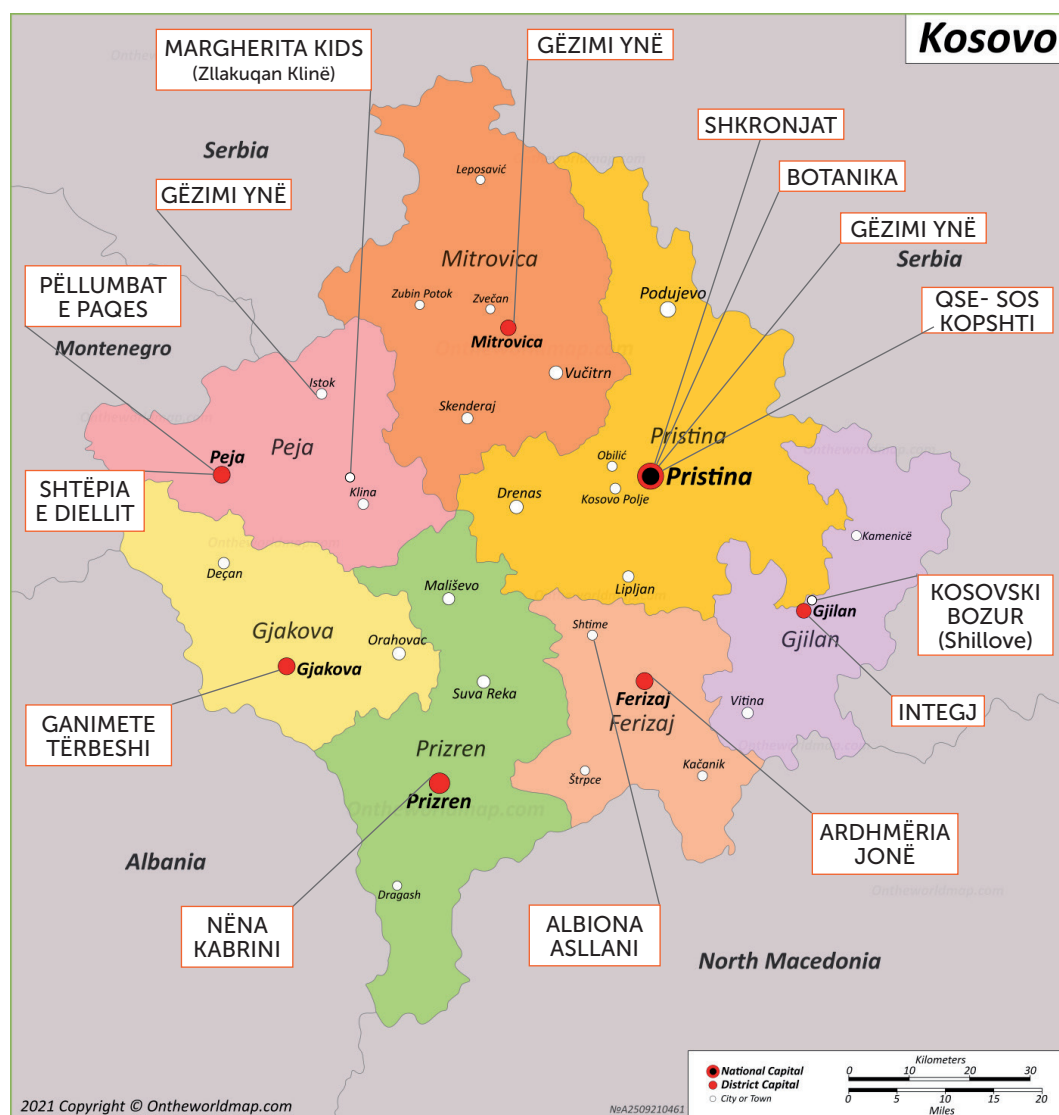 Kosovo
MARGHERITA KIDS
(Zllakuqan Klinë)
GËZIMI YNË
SHKRONJAT
Serbia
Leposavić
GËZIMI YNË
BOTANIKA
GËZIMI YNË
Serbia
Mitrovica
PËLLUMBAT
E PAQES
Zubin Potok
Zvečan
Podujevo
QSE- SOS
KOPSHTI
Mitrovica
Montenegro
Vučitrn
Istok
Skenderaj
Peja
Pristina
Peja
Obilić
Pristina
SHTËPIA
E DIELLIT
Klina
Drenas
Kosovo Polje
Kamenicë
Deçan
Mališevo
Lipljan
KOSOVSKI
BOZUR
(Shillove)
Gjilan
Gjakova
Orahovac
Shtime
Gjilan
Gjakova
Suva Reka
Ferizaj
Ferizaj
Vitina
INTEGJ
GANIMETE
TËRBESHI
Prizren
Prizren
Štrpce
Kačanik
ARDHMËRIA
JONË
Albania
Dragash
Ontheworldmap.com
NËNA
KABRINI
ALBIONA
ASLLANI
North Macedonia
National Capital
District Capital
City or Town
Kilometers
0 10 20 30
0 5 10 15 20
Miles
2021 Copyright © Ontheworldmap.com
№A2509210461